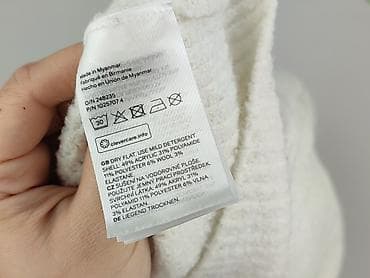 Made in Myanmar
Fabriqué en Birmanie
Hecho en Unión de Myanmar
O/N 248235
P/N 1025707 4
30
clevercare.info
GB DRY FLAT, USE MILD DETERGENT
SHELL: 49% ACRYLIC 31% POLYAMIDE
11% POLYESTER 6% WOOL 3%
ELASTANE
CZ SUŠENÍ NA VODOROVNÉ PLOŠE,
POUŽIJTE JEMNÝ PRACÍ PROSTŘEDEK,
SVRCHNÍ LÁTKA: 49% AKRYL 31%
POLYAMID 11% POLYESTER 6% VLNA
3% ELASTAN
DE LIEGEND TROCKNEN,